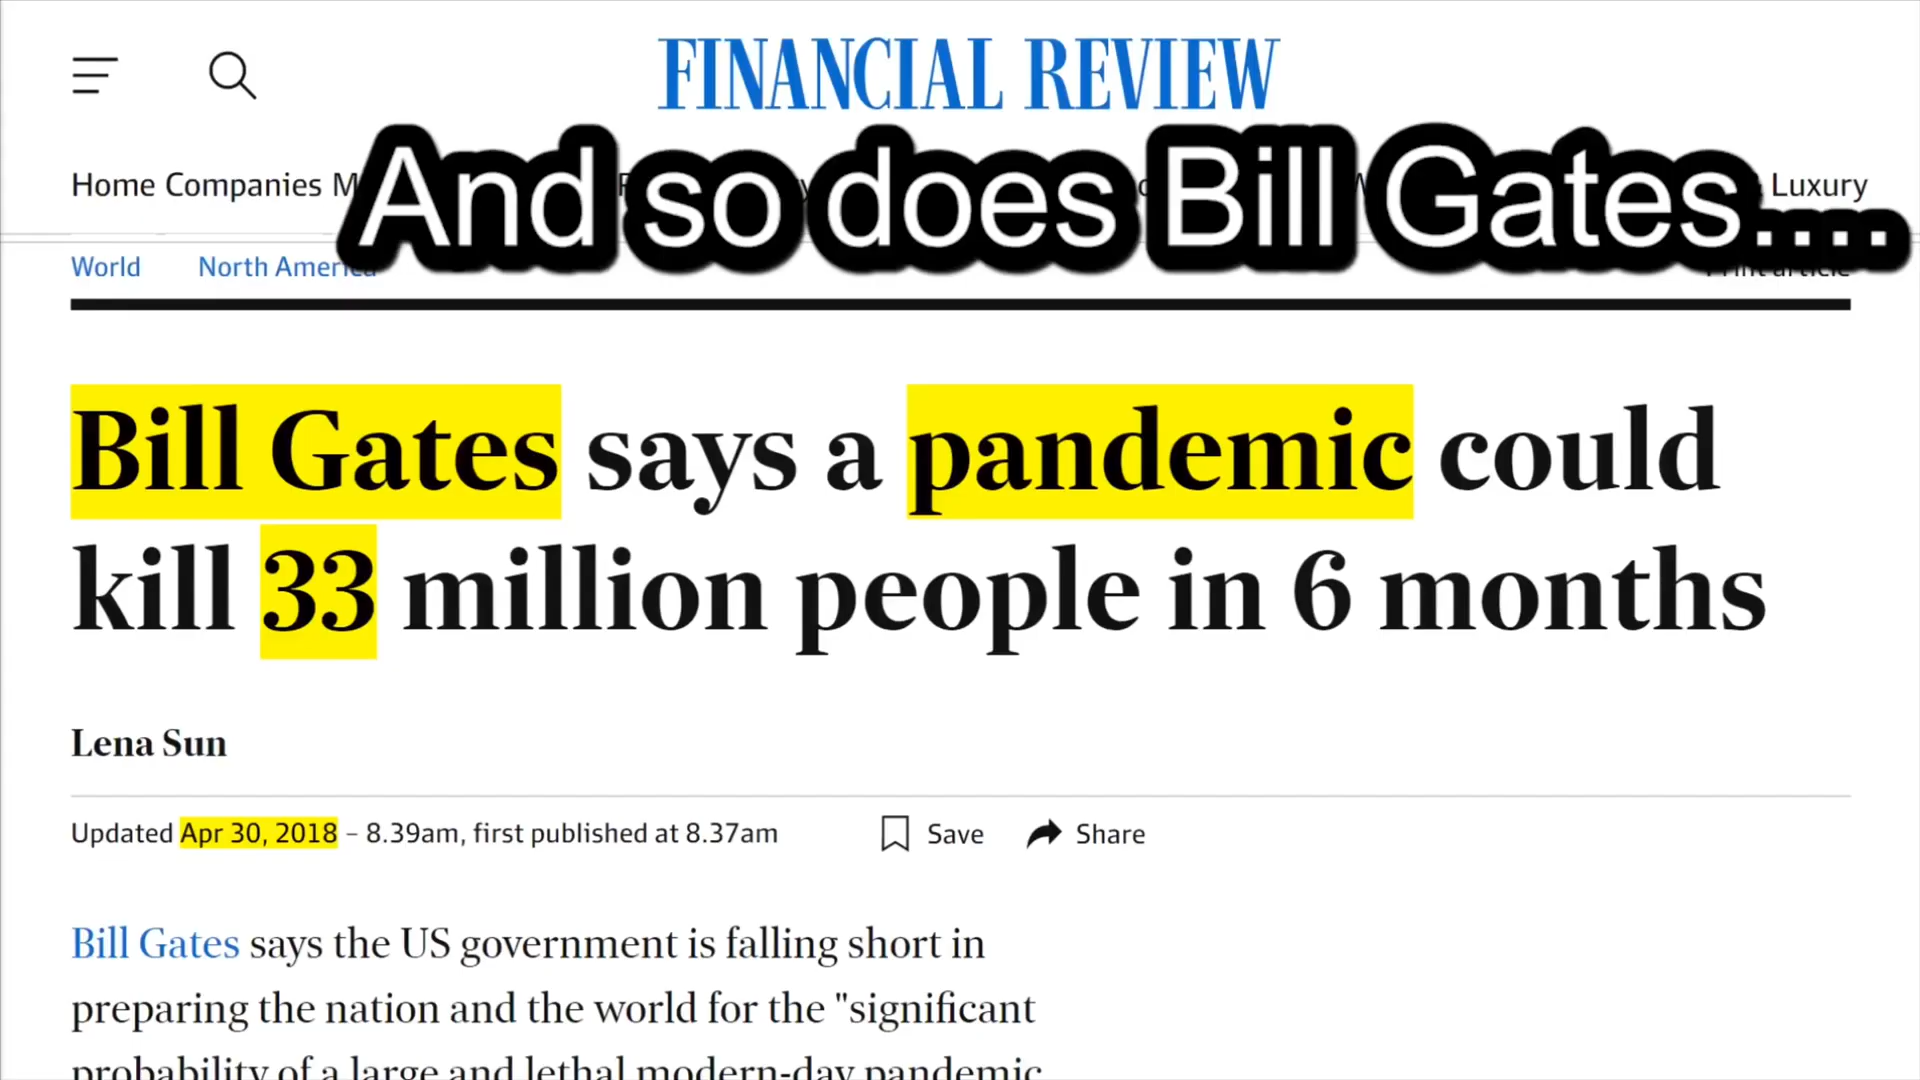 FINANCIAL REVIEW
And so does Bill Gates....
Home Companies Luxury
World North America
Print article
Bill Gates says a pandemic could
kill 33 million people in 6 months
Lena Sun
Updated Apr 30, 2018 – 8.39am, first published at 8.37am Save Share
Bill Gates says the US government is falling short in
preparing the nation and the world for the "significant
probability of a large and lethal modern-day pandemic